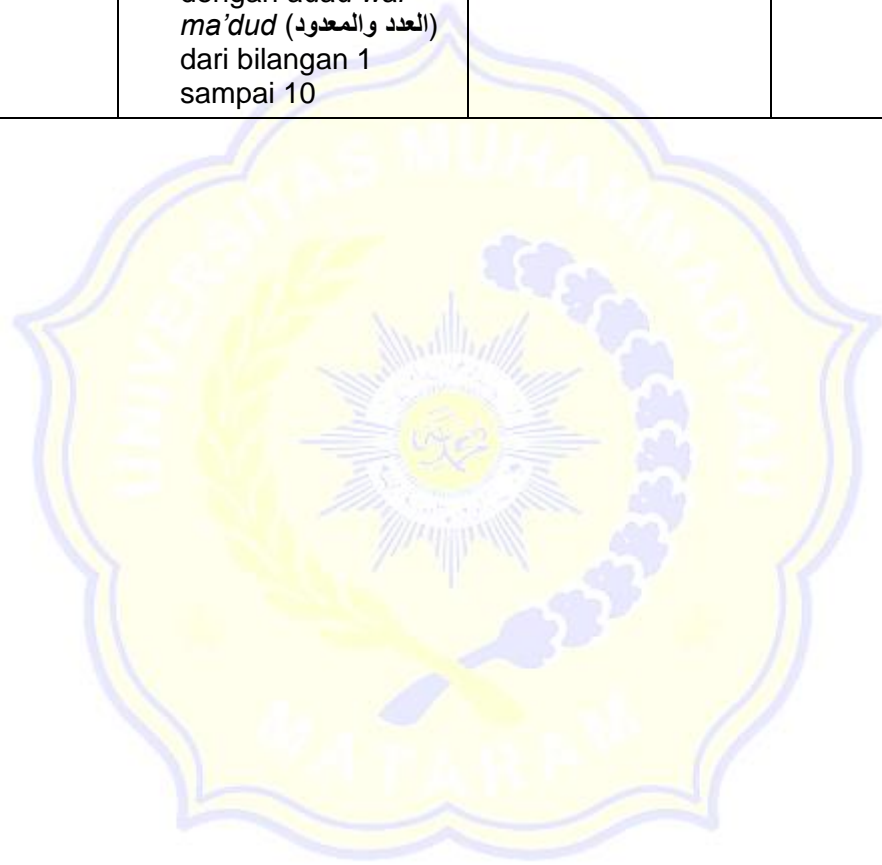 ma’dud (العدد والمعدود)
dari bilangan 1
sampai 10
UNIVERSITAS MUHAMMADIYAH
MATARAM